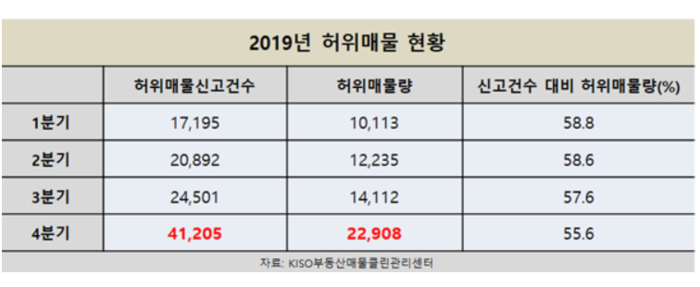 2019년 허위매물 현황
허위매물신고건수 허위매물량 신고건수 대비 허위매물량(%)
1분기 17,195 10,113 58.8
2분기 20,892 12,235 58.6
3분기 24,501 14,112 57.6
4분기 41,205 22,908 55.6
자료: KISO부동산매물클린관리센터